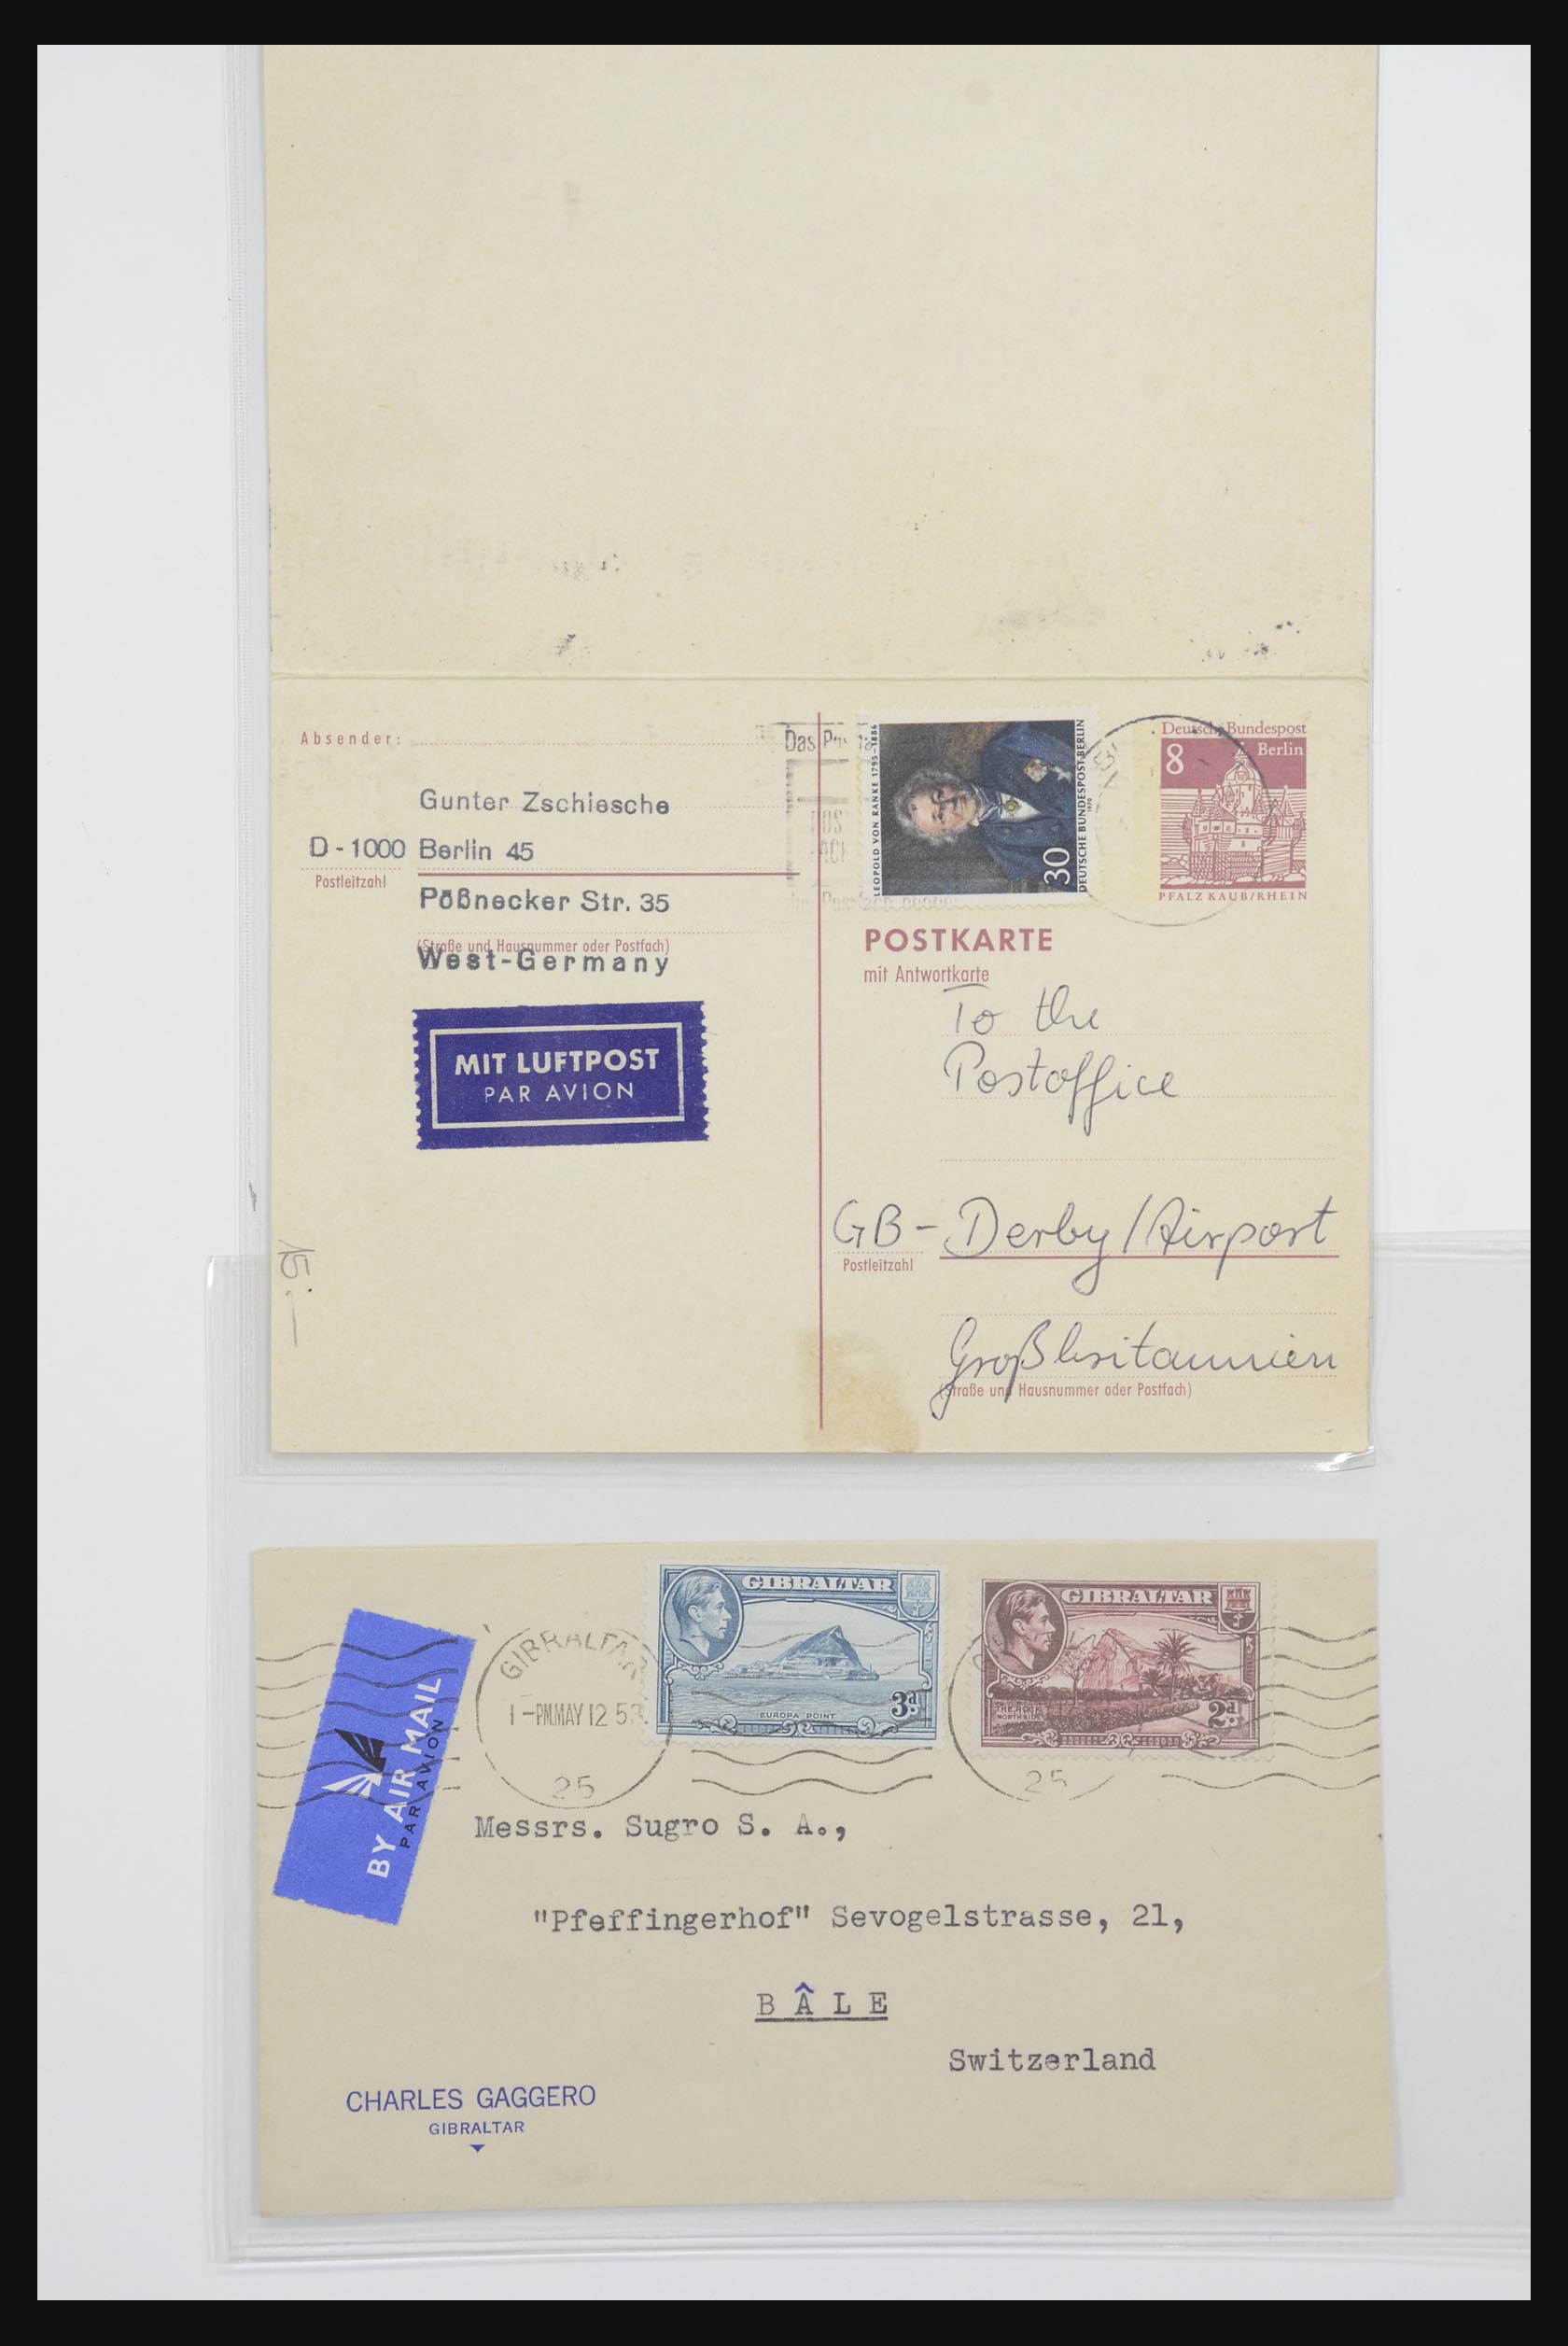 Absender:
Gunter Zschiesche
D-1000 Berlin 45
Postleitzahl
Pößnecker Str. 35
(Straße und Hausnummer oder Postfach)
West-Germany
MIT LUFTPOST
PAR AVION
15.—
Das
LEOPOLD VON RANKE 1795-1886
30
DEUTSCHE BUNDESPOST BERLIN
1970
Deutsche Bundespost
8 Berlin
PFALZ KAUB/RHEIN
POSTKARTE
mit Antwortkarte
To the
Postoffice
GB- Derby/Airport
Postleitzahl
Großbritannien
(Straße und Hausnummer oder Postfach)
GIBRALTAR
3d
EUROPA POINT
GIBRALTAR
THE ROCK
NORTH SIDE
2d
GIBRALTAR
1-PM MAY 12 53
25
25
BY AIR MAIL
PAR AVION
Messrs. Sugro S. A.,
"Pfeffingerhof" Sevogelstrasse, 21,
BÂLE
Switzerland
CHARLES GAGGERO
GIBRALTAR